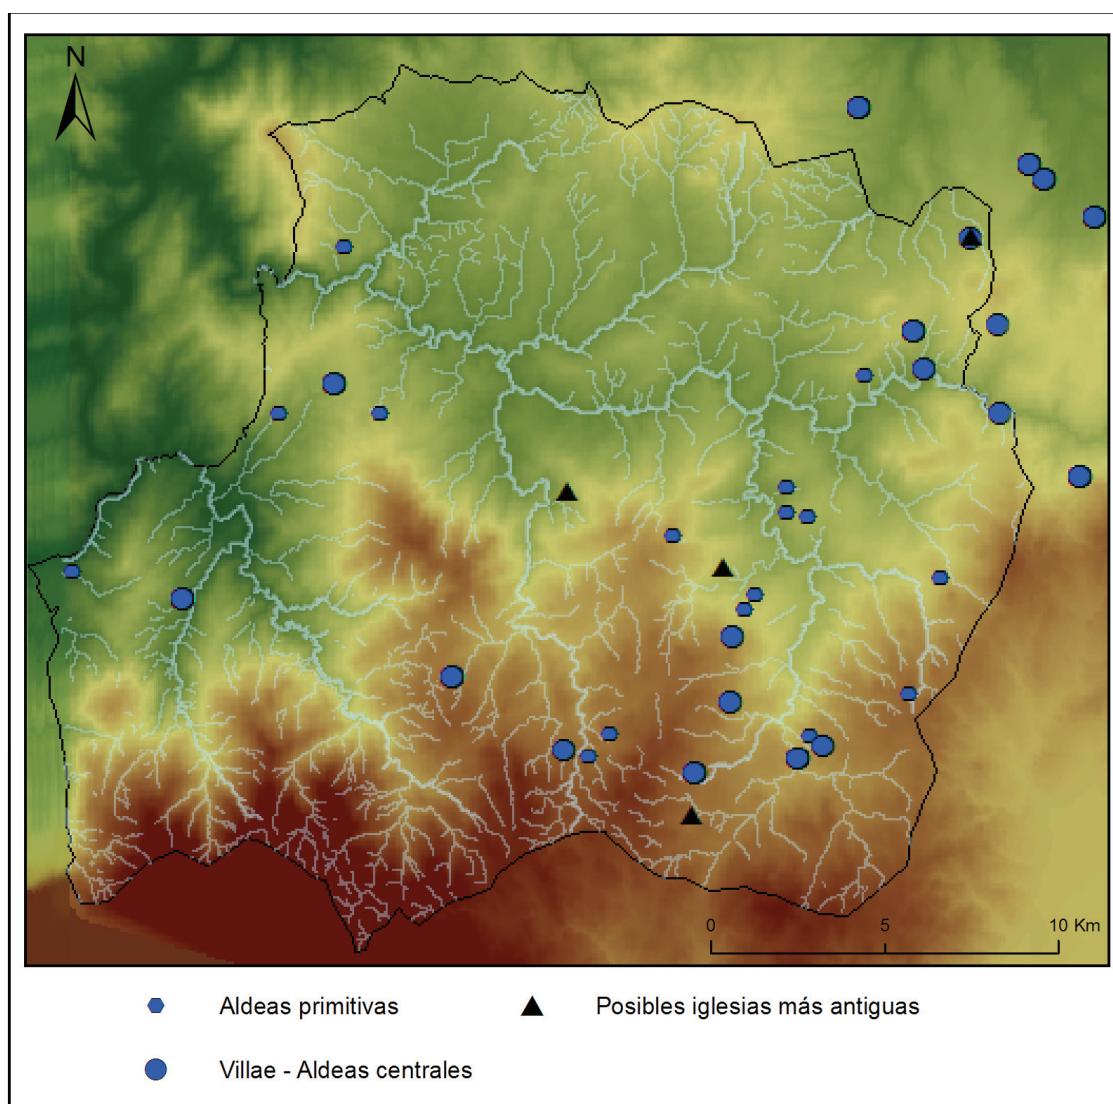 N
0 5 10 Km
Aldeas primitivas
Posibles iglesias más antiguas
Villae - Aldeas centrales